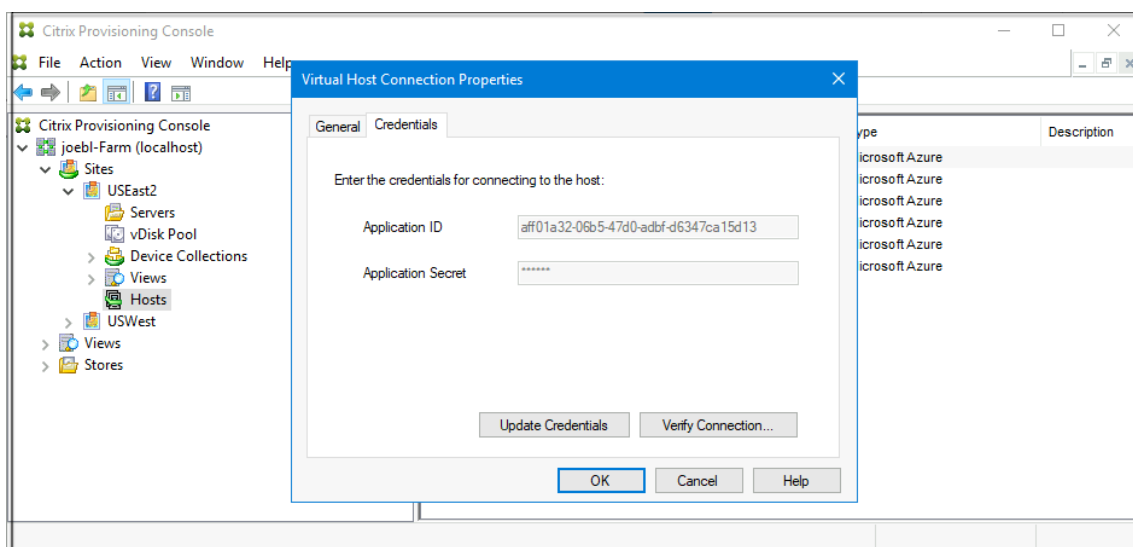 Citrix Provisioning Console
File Action View Window Help
Virtual Host Connection Properties
Citrix Provisioning Console
joebl-Farm (localhost)
Sites
USEast2
Servers
vDisk Pool
Device Collections
Views
Hosts
USWest
Views
Stores
General Credentials
Enter the credentials for connecting to the host:
Application ID aff01a32-06b5-47d0-adbf-d6347ca15d13
Application Secret ******
Update Credentials Verify Connection...
OK Cancel Help
ype Description
icrosoft Azure
icrosoft Azure
icrosoft Azure
icrosoft Azure
icrosoft Azure
icrosoft Azure